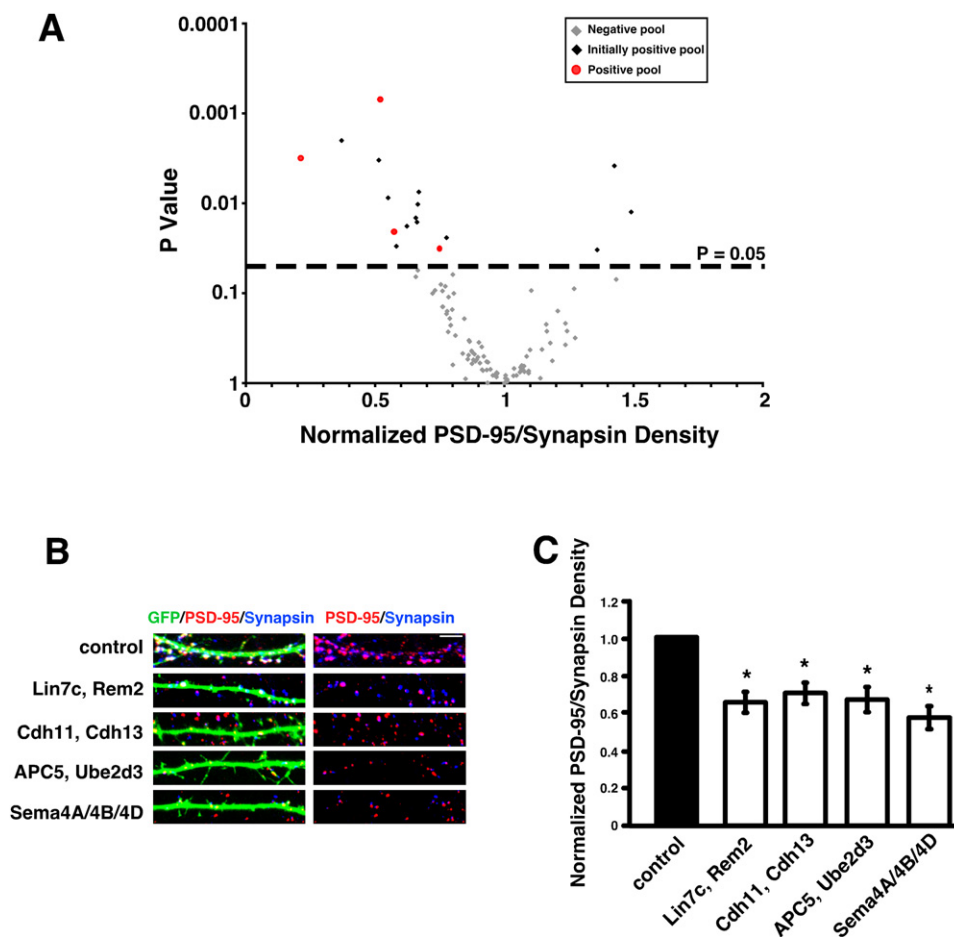 A
0.0001
Negative pool
Initially positive pool
Positive pool
0.001
P Value
0.01
P = 0.05
0.1
1
0 0.5 1 1.5 2
Normalized PSD-95/Synapsin Density
B
GFP/PSD-95/Synapsin PSD-95/Synapsin
control
Lin7c, Rem2
Cdh11, Cdh13
APC5, Ube2d3
Sema4A/4B/4D
C
Normalized PSD-95/Synapsin Density
1.2
1.0
0.8
0.6
0.4
0.2
0
* * * *
control
Lin7c, Rem2
Cdh11, Cdh13
APC5, Ube2d3
Sema4A/4B/4D